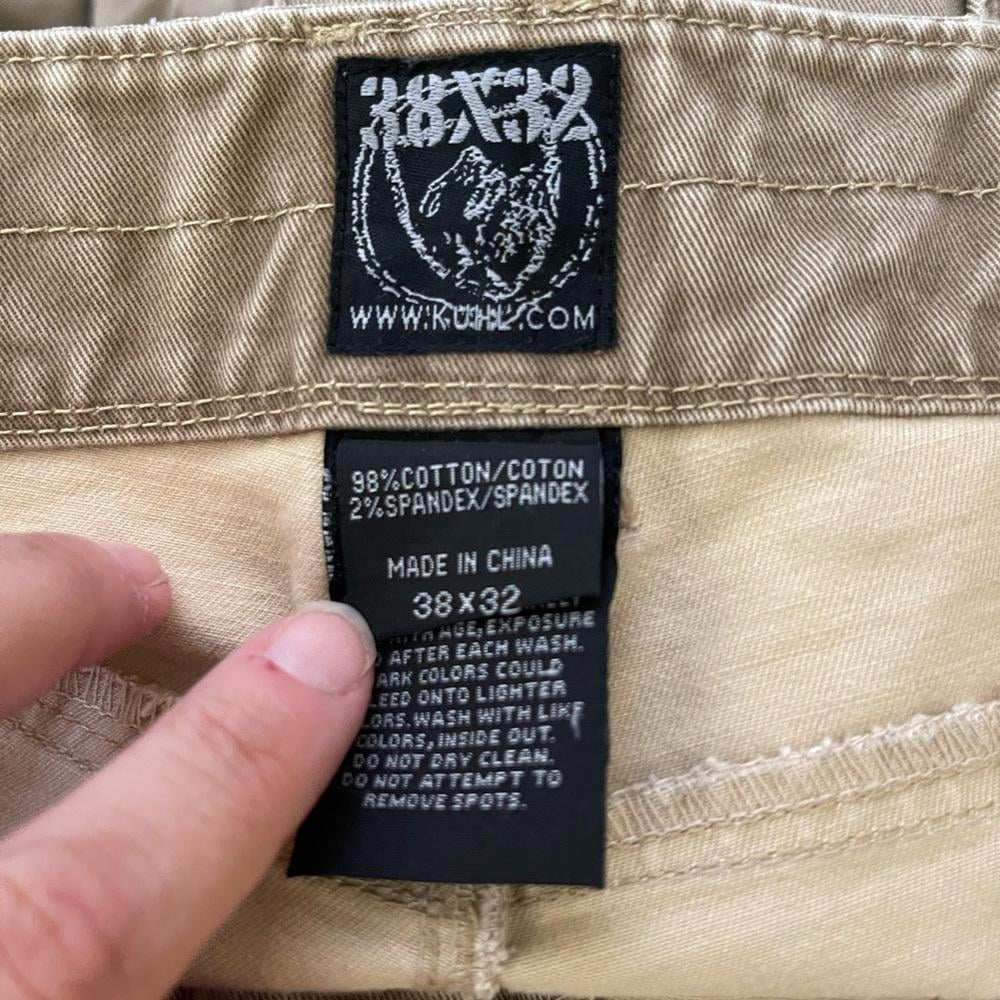 38X32
WWW.KUHL.COM
98%COTTON/COTON
2%SPANDEX/SPANDEX
MADE IN CHINA
38X32
AGE, EXPOSURE
AFTER EACH WASH.
COLORS COULD
ONTO LIGHTER
WASH WITH LIKE
COLORS, INSIDE OUT.
DO NOT DRY CLEAN.
DO NOT ATTEMPT TO
REMOVE SPOTS.